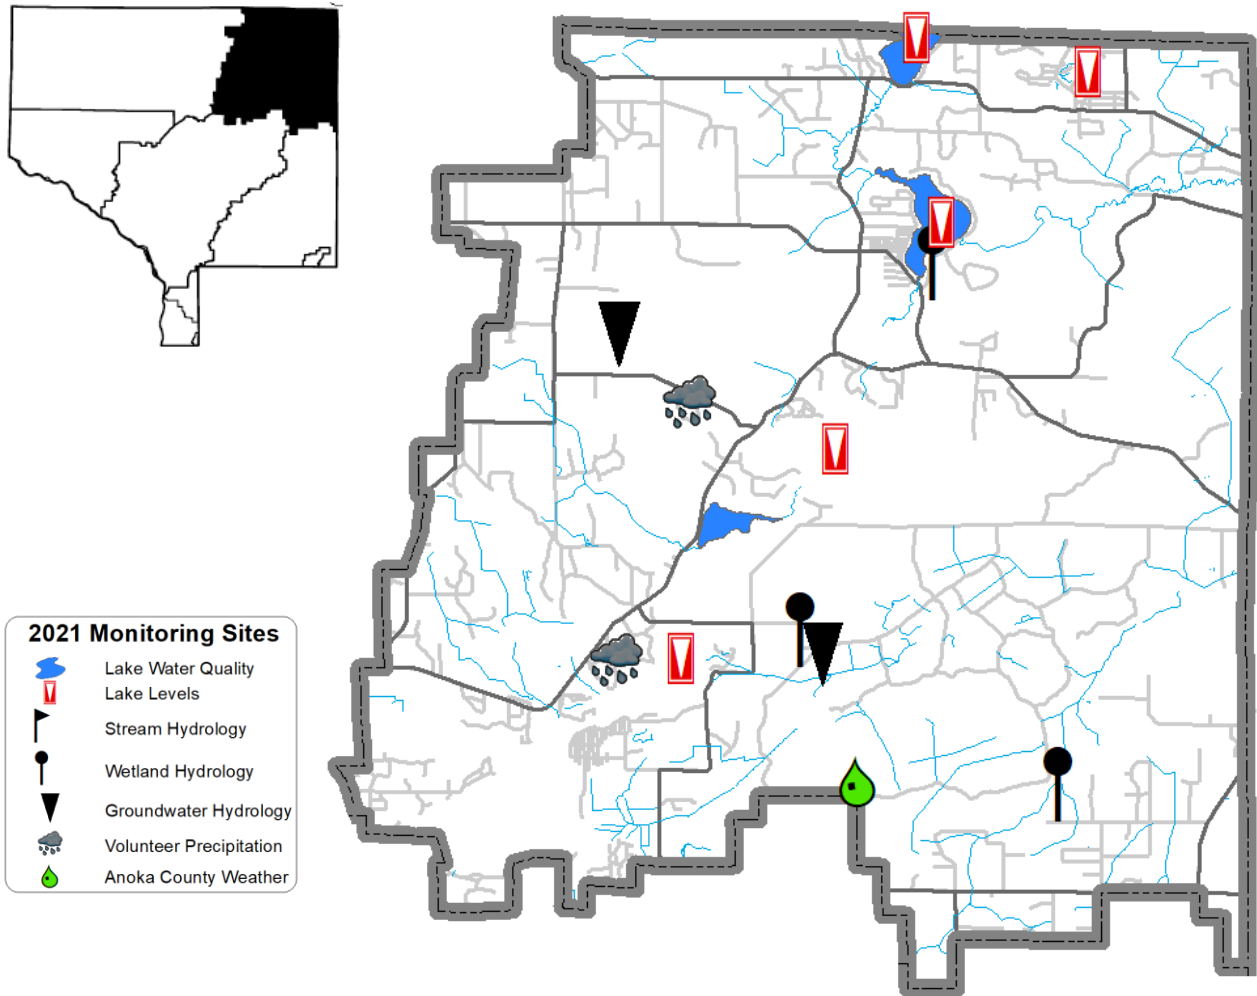 2021 Monitoring Sites
Lake Water Quality
Lake Levels
Stream Hydrology
Wetland Hydrology
Groundwater Hydrology
Volunteer Precipitation
Anoka County Weather